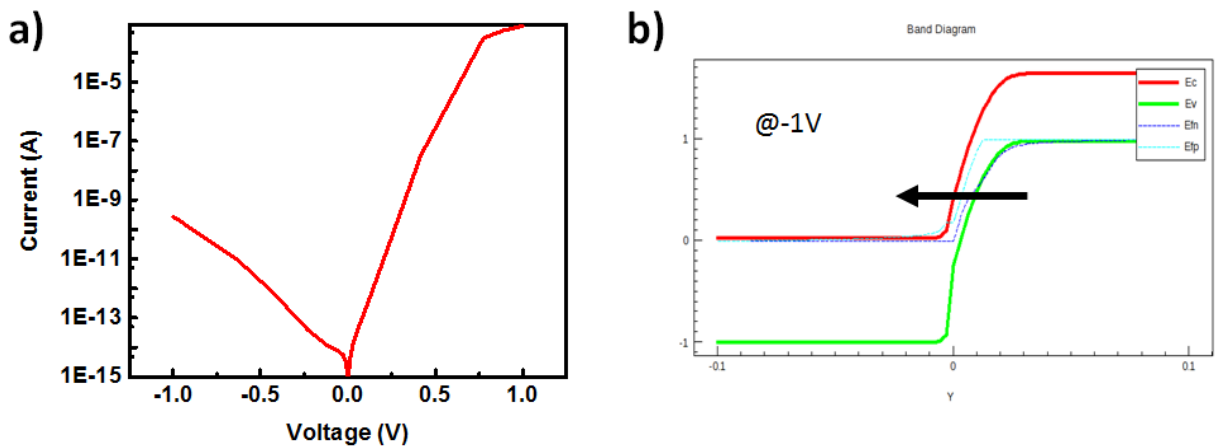 a)
Current (A)
1E-5
1E-7
1E-9
1E-11
1E-13
1E-15
-1.0
-0.5
0.0
0.5
1.0
Voltage (V)
b)
Band Diagram
@-1V
Ec
Ev
Efn
Efp
1
0
-1
-0.1
0
0.1
Y